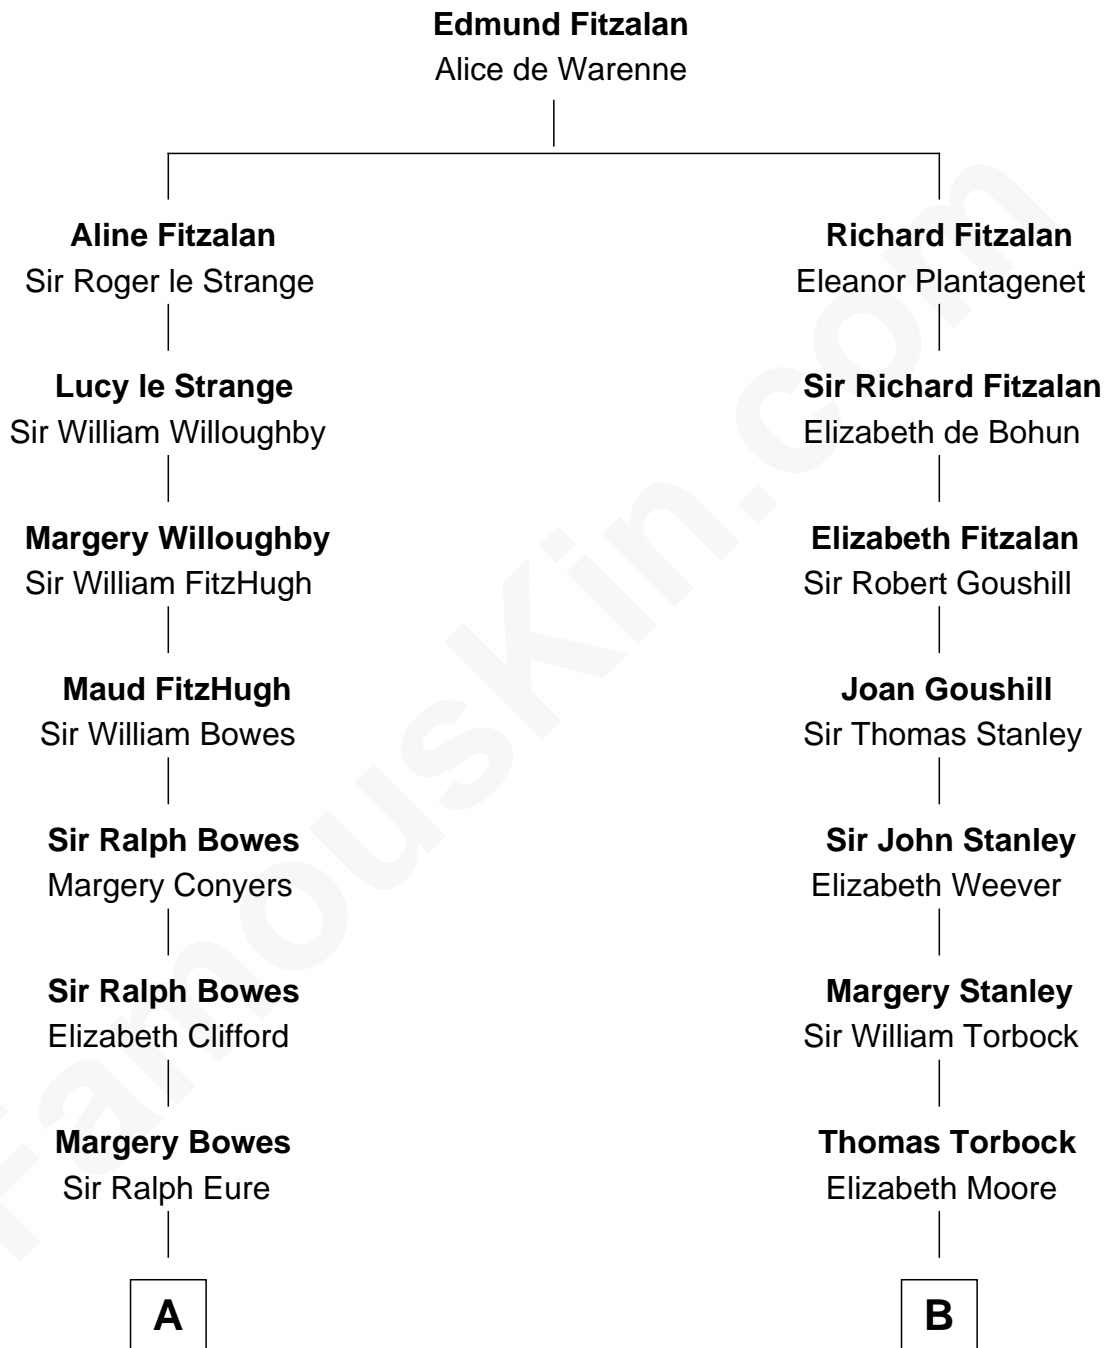 Edmund Fitzalan
Alice de Warenne
Aline Fitzalan
Sir Roger le Strange
Richard Fitzalan
Eleanor Plantagenet
Lucy le Strange
Sir William Willoughby
Sir Richard Fitzalan
Elizabeth de Bohun
Margery Willoughby
Sir William FitzHugh
Elizabeth Fitzalan
Sir Robert Goushill
Maud FitzHugh
Sir William Bowes
Joan Goushill
Sir Thomas Stanley
Sir Ralph Bowes
Margery Conyers
Sir John Stanley
Elizabeth Weever
Sir Ralph Bowes
Elizabeth Clifford
Margery Stanley
Sir William Torbock
Margery Bowes
Sir Ralph Eure
Thomas Torbock
Elizabeth Moore
A
B
FamousKin.com